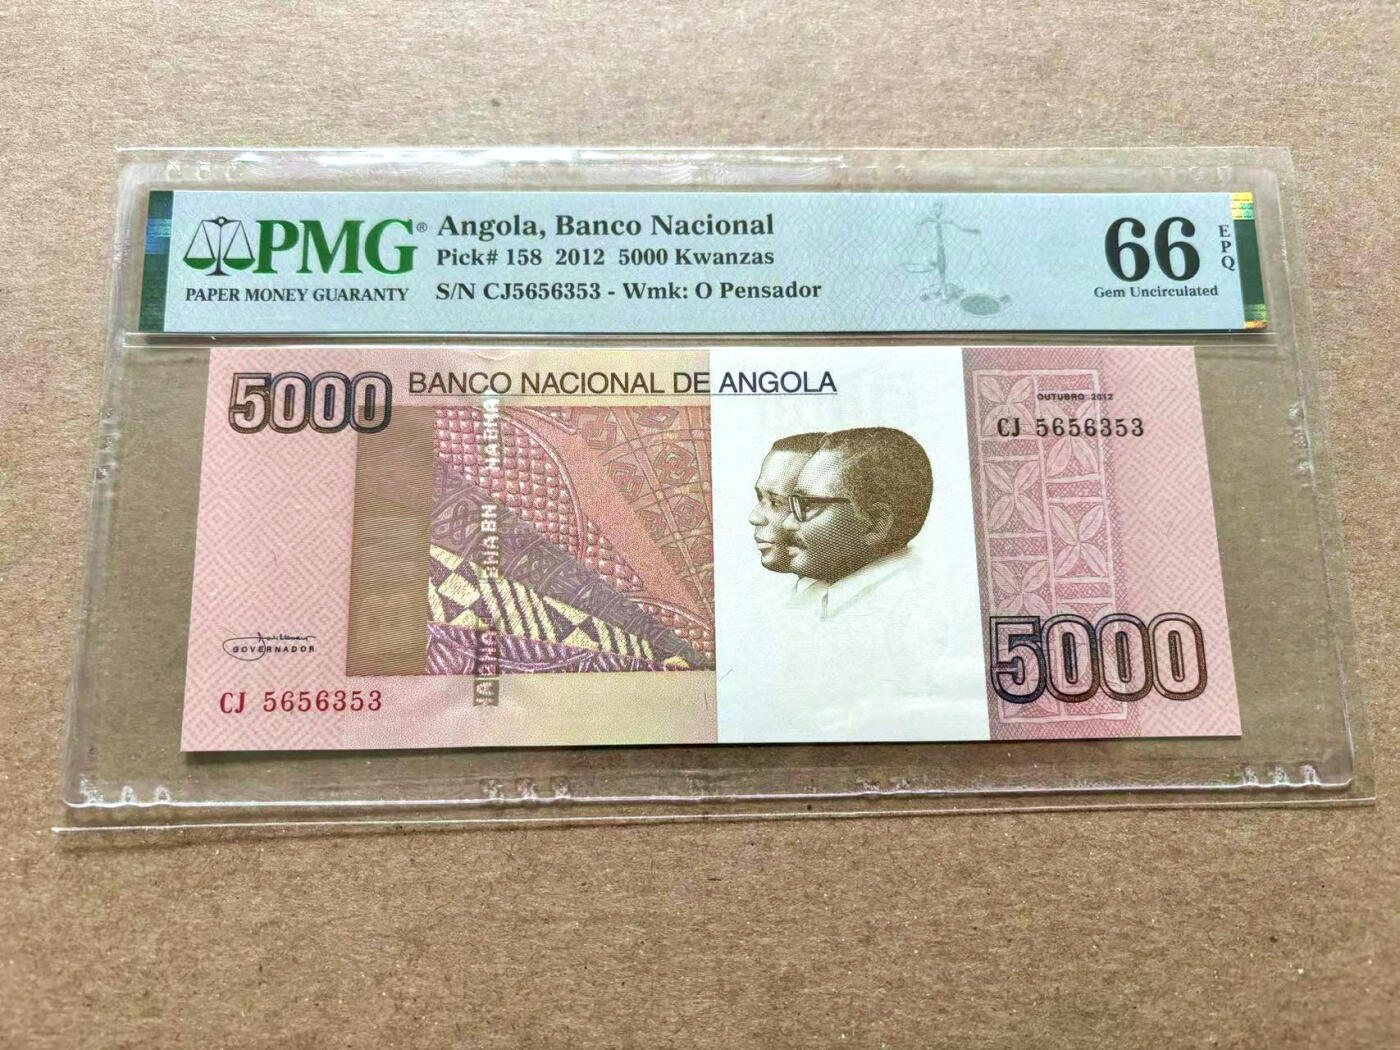 PMG®
PAPER MONEY GUARANTY
Angola, Banco Nacional
Pick# 158 2012 5000 Kwanzas
S/N CJ5656353 - Wmk: O Pensador
66
EPQ
Gem Uncirculated
5000
BANCO NACIONAL DE ANGOLA
OUTUBRO 2012
CJ 5656353
GOVERNADOR
CJ 5656353
5000